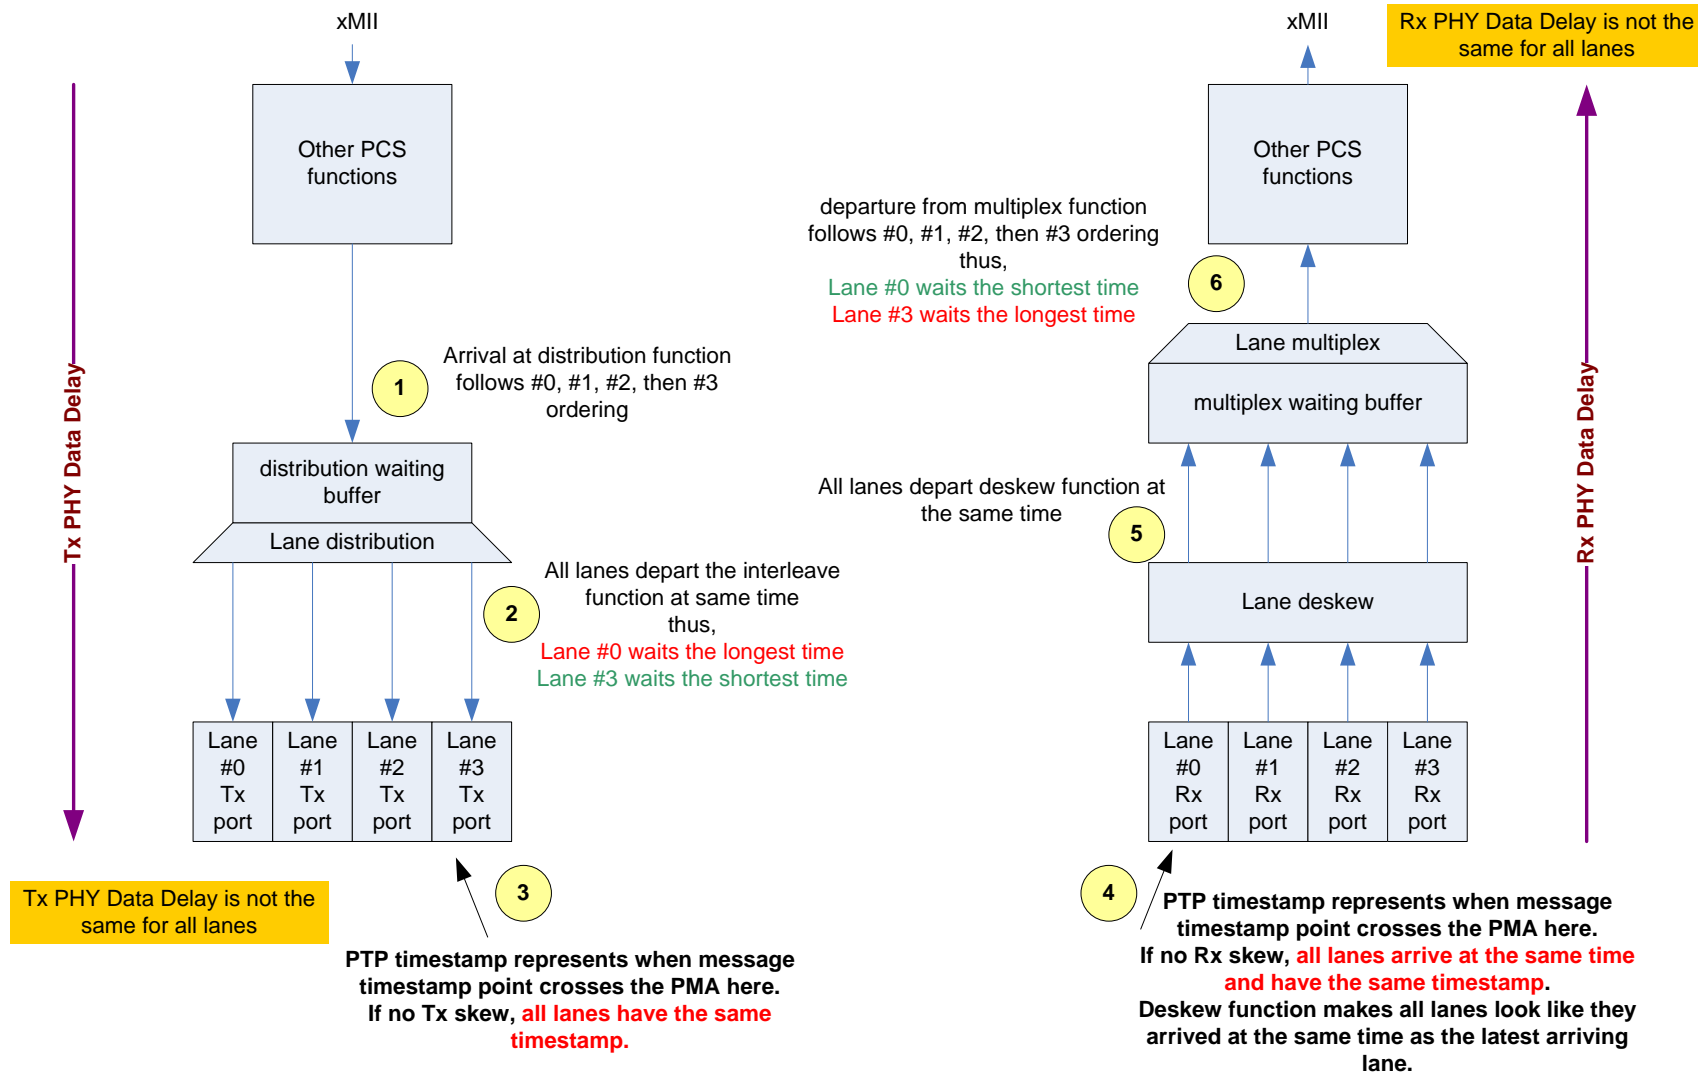 xMII
Other PCS
functions
Tx PHY Data Delay
1
Arrival at distribution function
follows #0, #1, #2, then #3
ordering
distribution waiting
buffer
Lane distribution
2
All lanes depart the interleave
function at same time
thus,
Lane #0 waits the longest time
Lane #3 waits the shortest time
Lane
#0
Tx
port
Lane
#1
Tx
port
Lane
#2
Tx
port
Lane
#3
Tx
port
3
Tx PHY Data Delay is not the
same for all lanes
PTP timestamp represents when message
timestamp point crosses the PMA here.
If no Tx skew, all lanes have the same
timestamp.
xMII
Rx PHY Data Delay is not the
same for all lanes
Other PCS
functions
departure from multiplex function
follows #0, #1, #2, then #3 ordering
thus,
Lane #0 waits the shortest time
Lane #3 waits the longest time
6
Lane multiplex
multiplex waiting buffer
Rx PHY Data Delay
All lanes depart deskew function at
the same time
5
Lane deskew
Lane
#0
Rx
port
Lane
#1
Rx
port
Lane
#2
Rx
port
Lane
#3
Rx
port
4
PTP timestamp represents when message
timestamp point crosses the PMA here.
If no Rx skew, all lanes arrive at the same time
and have the same timestamp.
Deskew function makes all lanes look like they
arrived at the same time as the latest arriving
lane.